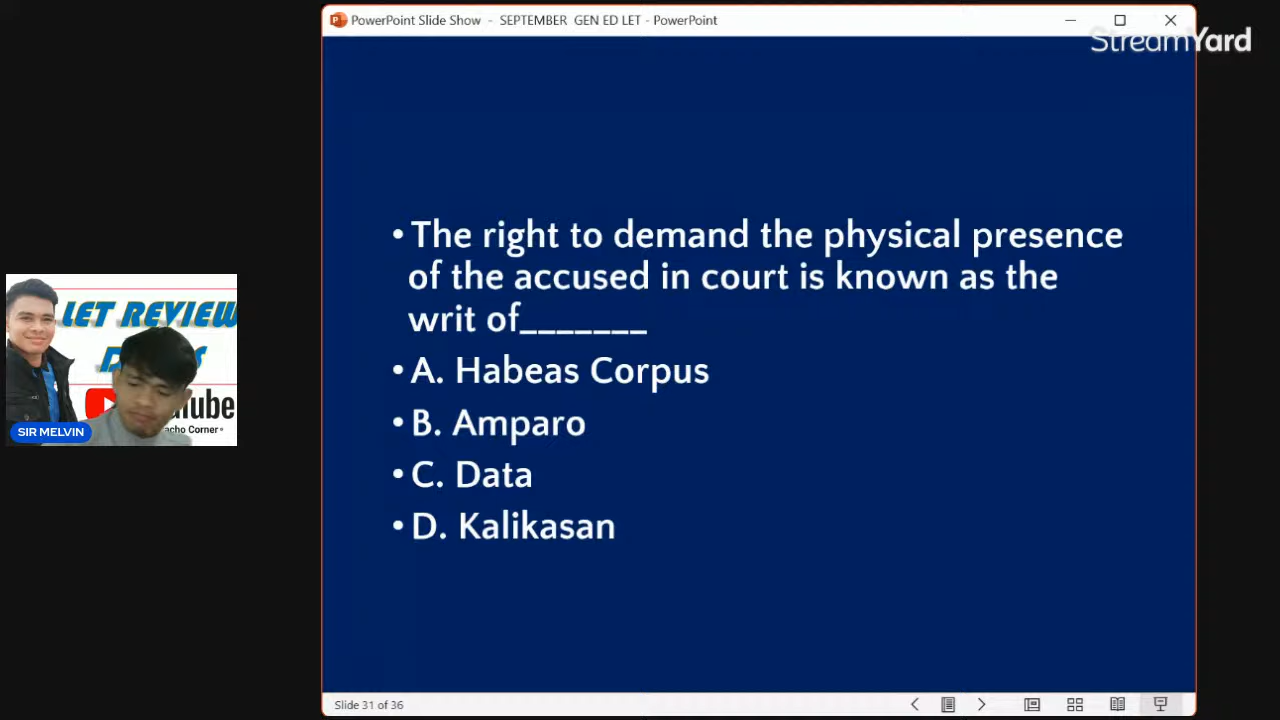 PowerPoint Slide Show - SEPTEMBER GEN ED LET - PowerPoint
StreamYard
• The right to demand the physical presence
of the accused in court is known as the
writ of_______
• A. Habeas Corpus
• B. Amparo
• C. Data
• D. Kalikasan
LET REVIEW
SIR MELVIN
acho Corner
Slide 31 of 36